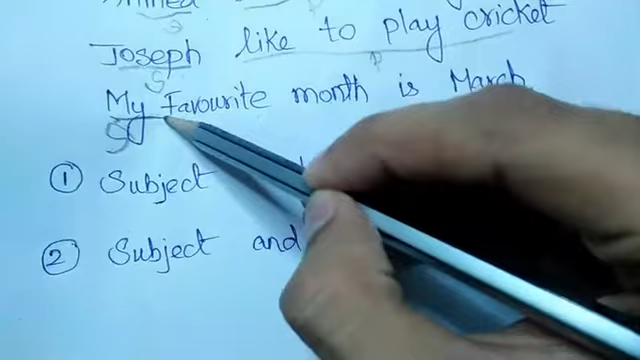 Joseph like to play cricket
S P
My Favourite month is March
S
① Subject
② Subject and